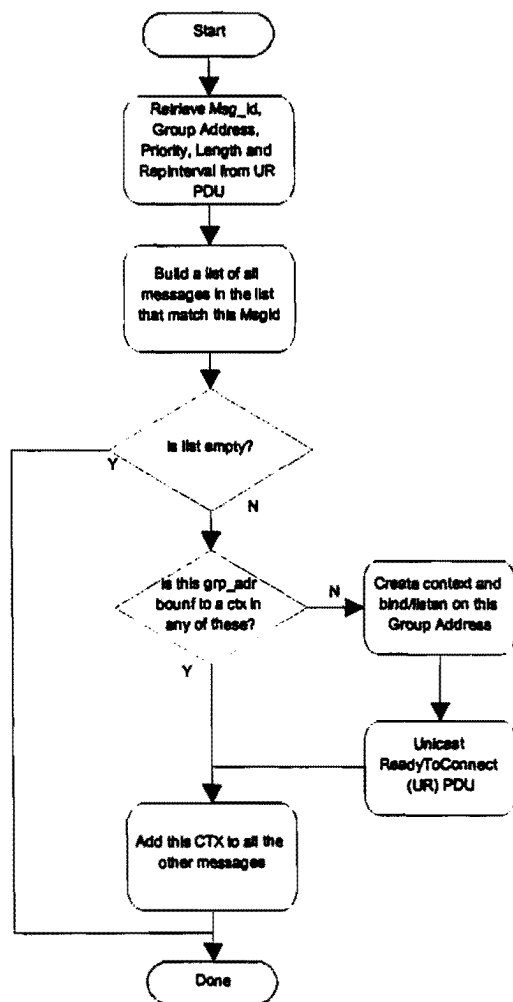 Start
Retrieve Msg_id,
Group Address,
Priority, Length and
RepInterval from UR
PDU
Build a list of all
messages in the list
that match this MsgId
Is list empty?
Y
N
Is this grp_adr
bounf to a ctx in
any of these?
N
Create context and
bind/listen on this
Group Address
Y
Unicast
ReadyToConnect
(UR) PDU
Add this CTX to all the
other messages
Done